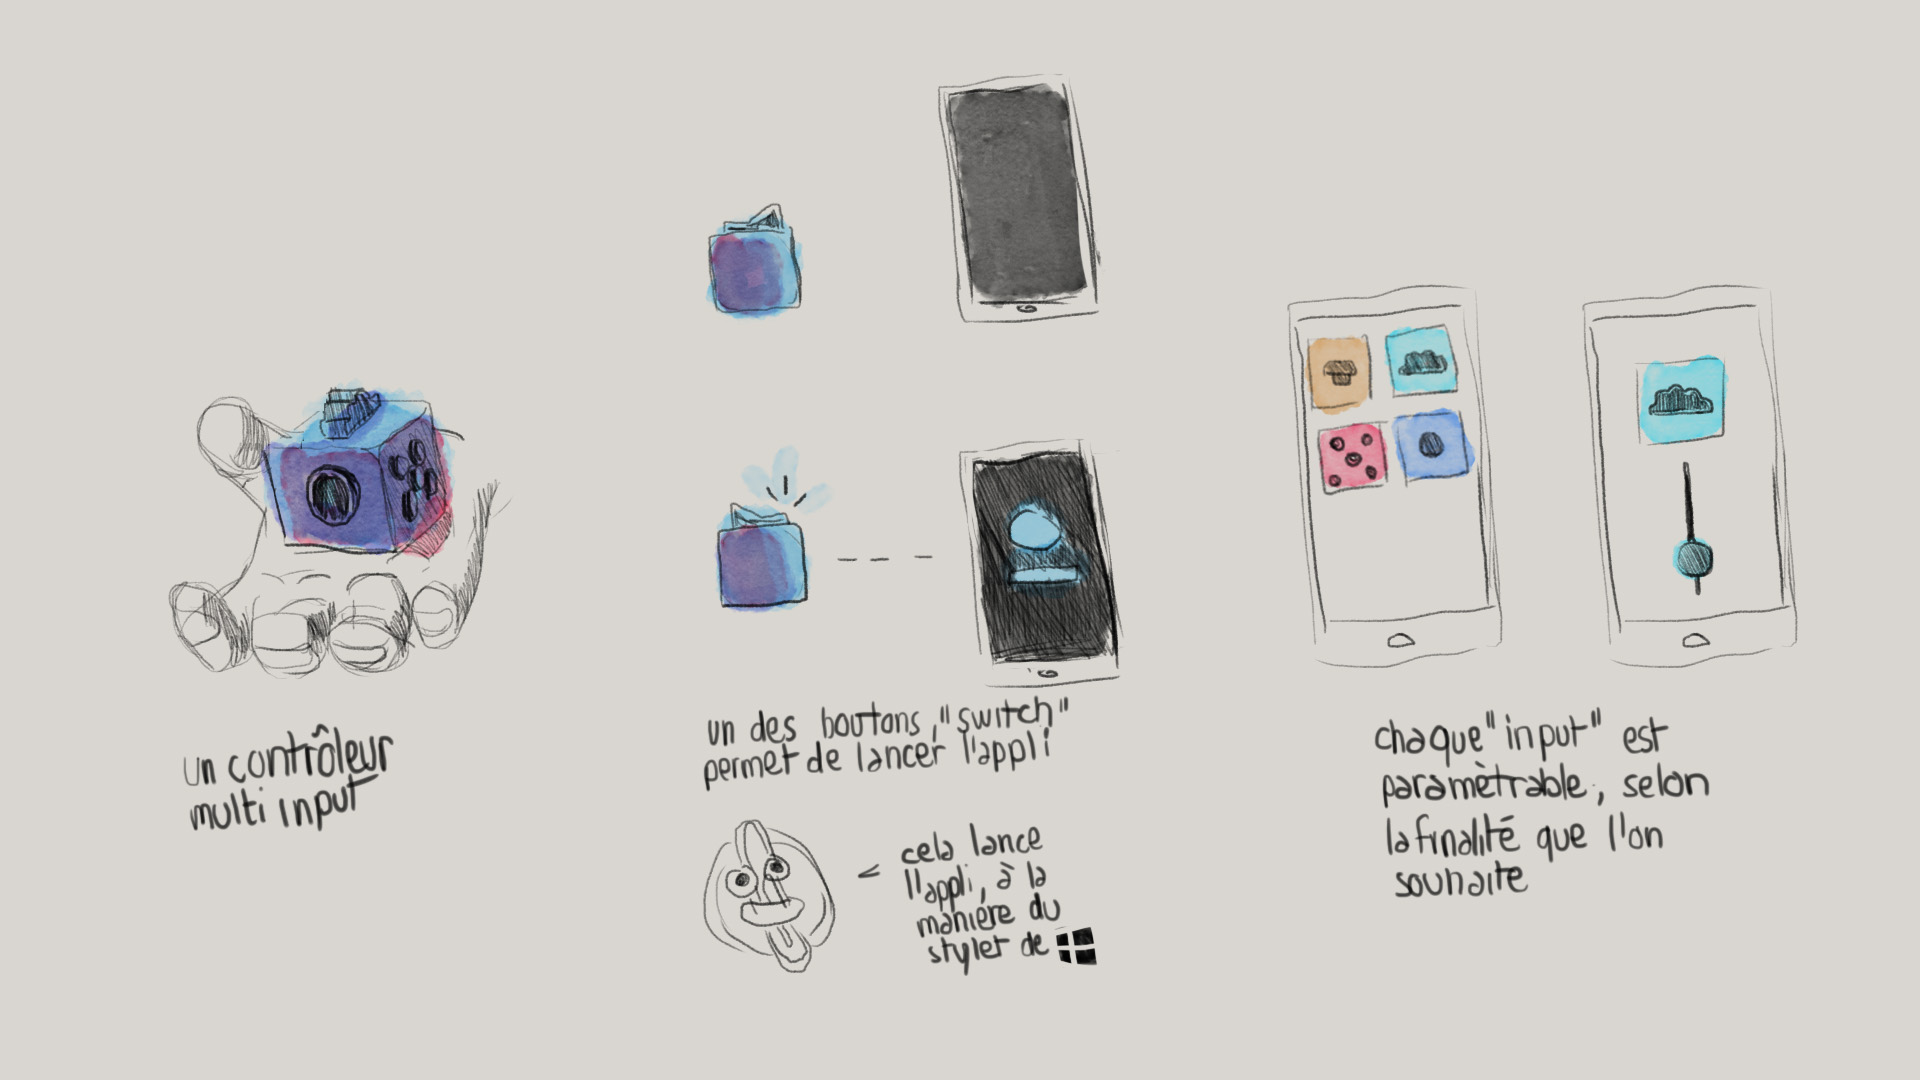 un contrôleur
multi input
un des boutons, "switch"
permet de lancer l'appli
cela lance
l'appli, à la
manière du
stylet de
chaque "input" est
paramètrable, selon
la finalité que l'on
souhaite